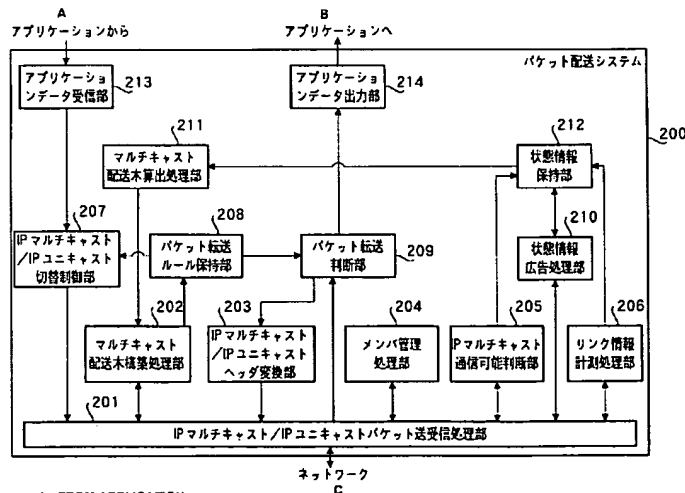 A
アプリケーションから
B
アプリケーションへ
パケット配送システム
アプリケーショ
ンデータ受信部
213
アプリケーショ
ンデータ出力部
214
200
211
マルチキャスト
配送木算出処理部
212
状態情報
保持部
207
IPマルチキャスト
/IPユニキャスト
切替制御部
208
パケット転送
ルール保持部
パケット転送
判断部
209
210
状態情報
広告処理部
202
マルチキャスト
配送木構築処理部
203
IPマルチキャスト
/IPユニキャスト
ヘッダ変換部
204
メンバ管理
処理部
205
IPマルチキャスト
通信可能判断部
206
リンク情報
計測処理部
201
IPマルチキャスト/IPユニキャストパケット送受信処理部
ネットワーク
C